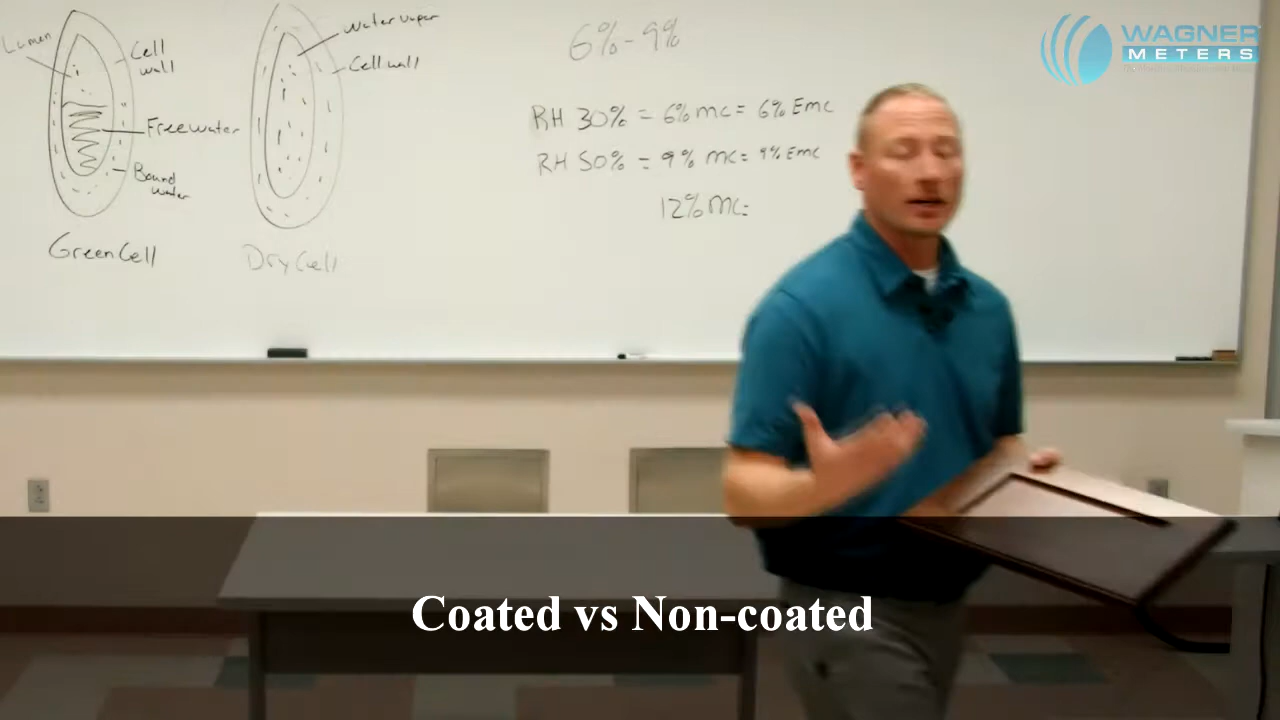 Lumen
Cell
wall
Free water
Bound
water
Green Cell
Water vapor
Cell wall
Dry Cell
6%-9%
RH 30% = 6% mc = 6% Emc
RH 50% = 9% mc = 9% Emc
12% mc=
WAGNER
METERS
Coated vs Non-coated